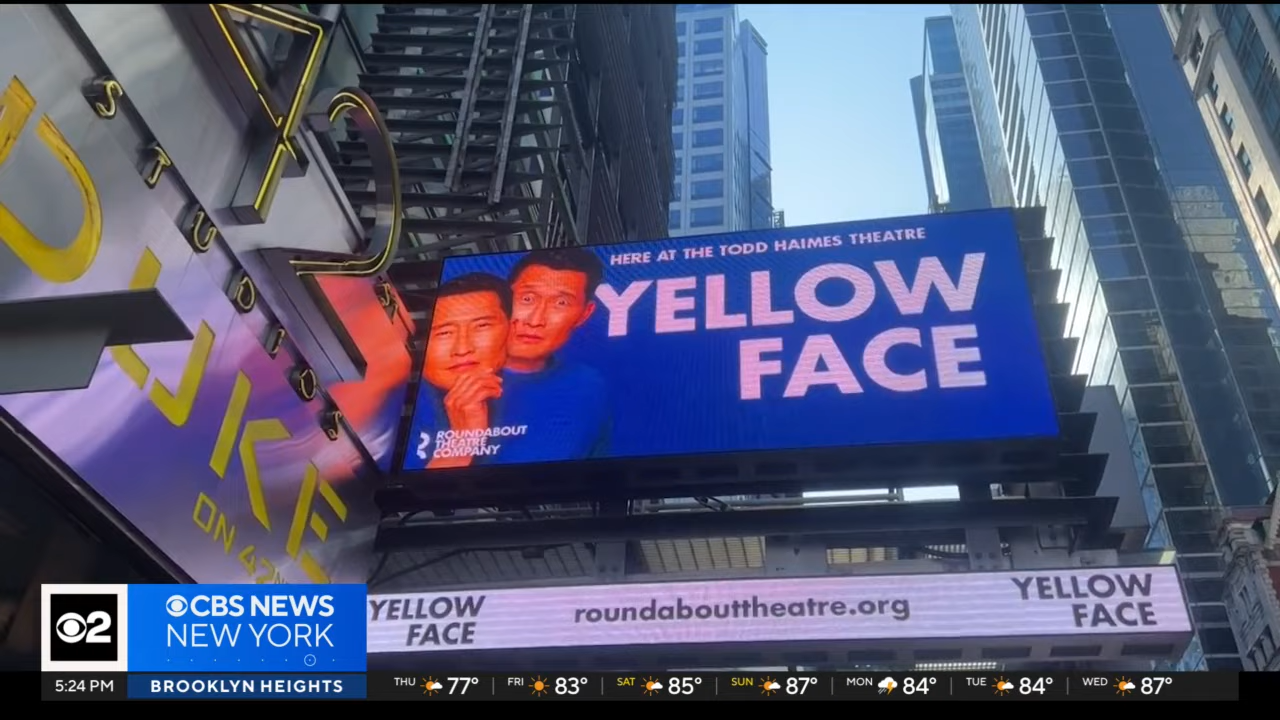 HERE AT THE TODD HAIMES THEATRE
YELLOW
FACE
ROUNDABOUT
THEATRE
COMPANY
DUKE
ON 42
YELLOW
FACE
roundabouttheatre.org
YELLOW
FACE
2
CBS NEWS
NEW YORK
5:24 PM
BROOKLYN HEIGHTS
THU 77° FRI 83° SAT 85° SUN 87° MON 84° TUE 84° WED 87°